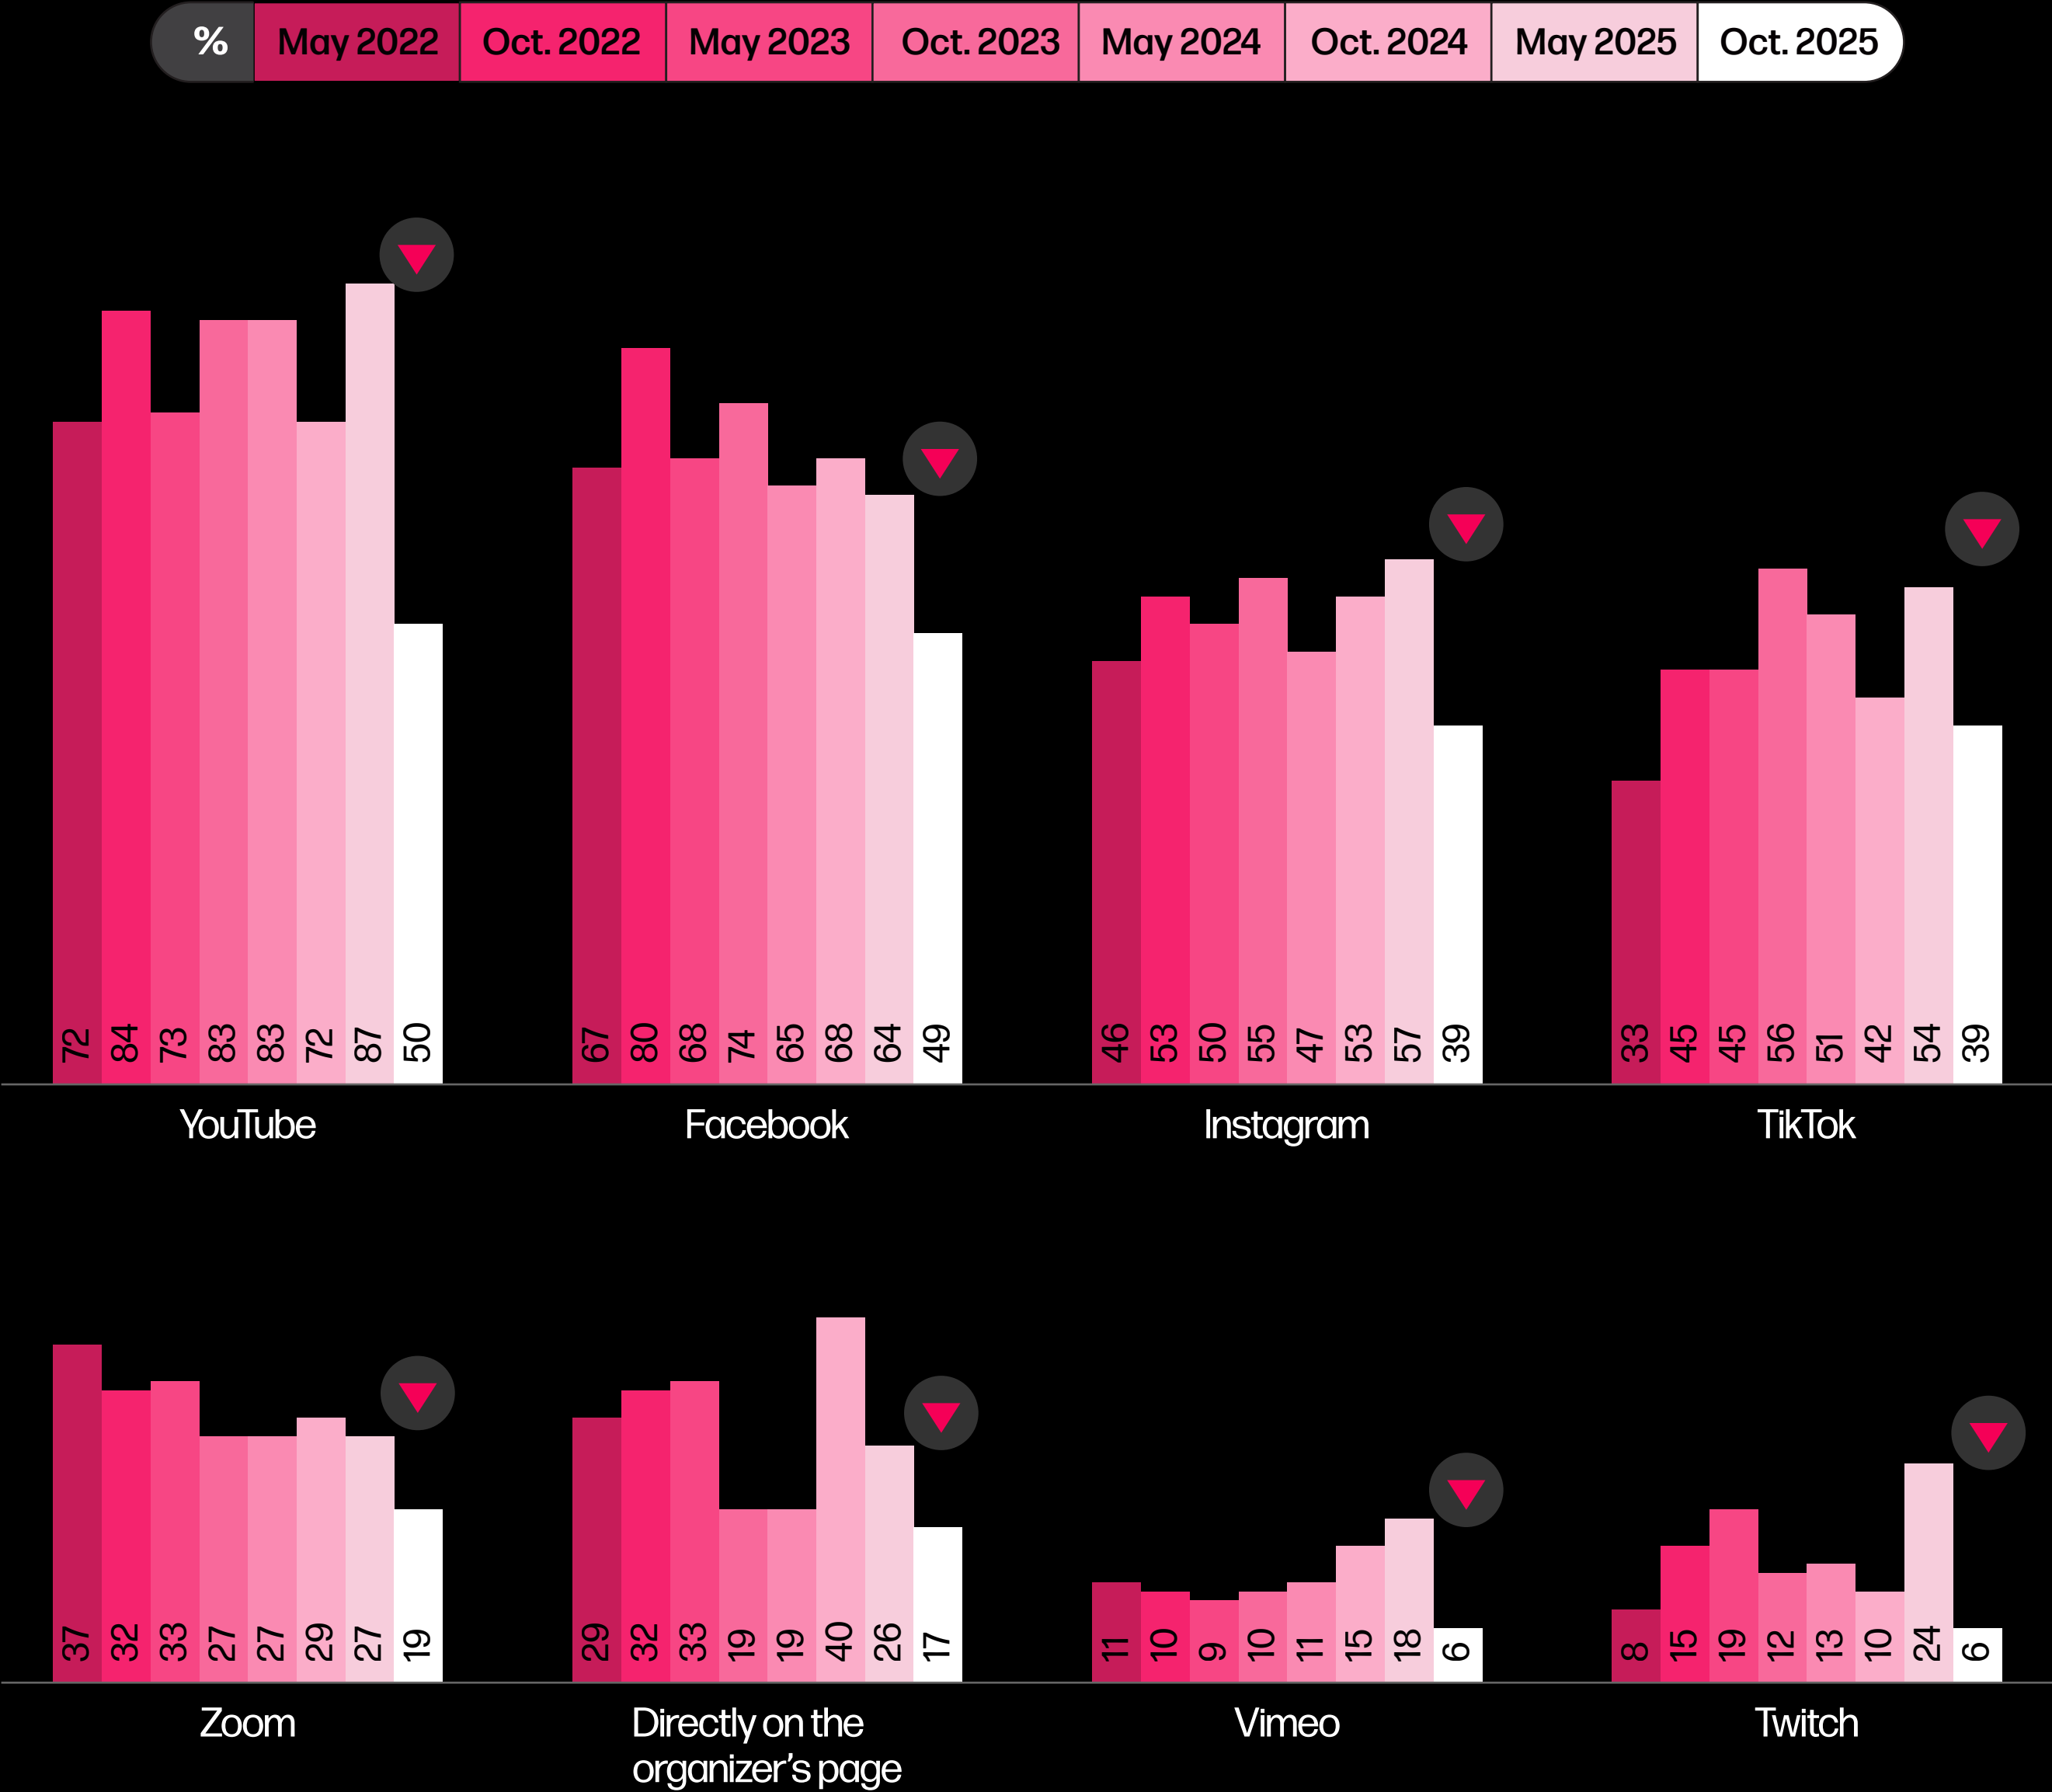 % May 2022 Oct. 2022 May 2023 Oct. 2023 May 2024 Oct. 2024 May 2025 Oct. 2025
72 84 73 83 83 72 87 50
67 80 68 74 65 68 64 49
46 53 50 55 47 53 57 39
33 45 45 56 51 42 54 39
YouTube Facebook Instagram TikTok
37 32 33 27 27 29 27 19
29 32 33 19 19 40 26 17
11 10 9 10 11 15 18 6
8 15 19 12 13 10 24 6
Zoom Directly on the Vimeo Twitch
organizer’s page